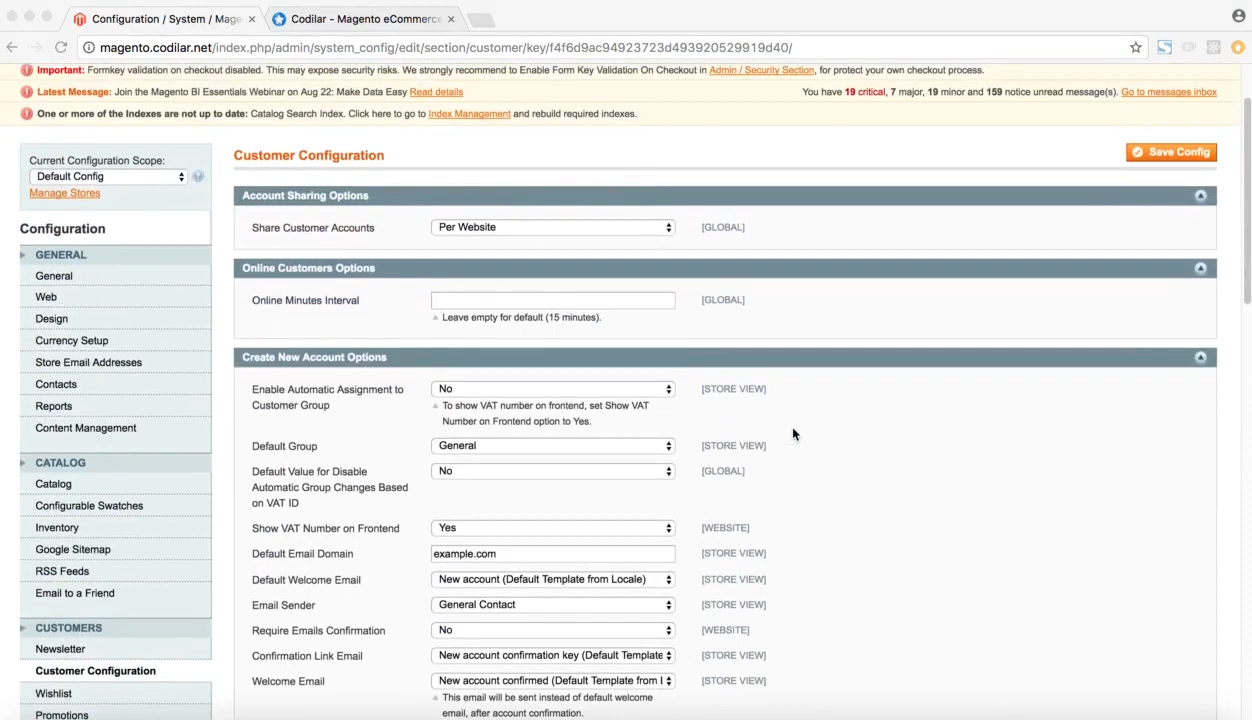 Configuration / System / Mage
Codilar - Magento eCommerce
magento.codilar.net/index.php/admin/system_config/edit/section/customer/key/f4f6d9ac94923723d493920529919d40/
Important: Formkey validation on checkout disabled. This may expose security risks. We strongly recommend to Enable Form Key Validation On Checkout in Admin / Security Section, for protect your own checkout process.
Latest Message: Join the Magento BI Essentials Webinar on Aug 22: Make Data Easy Read details
You have 19 critical, 7 major, 19 minor and 159 notice unread message(s). Go to messages inbox
One or more of the Indexes are not up to date: Catalog Search Index. Click here to go to Index Management and rebuild required indexes.
Current Configuration Scope:
Default Config
Manage Stores
Configuration
GENERAL
General
Web
Design
Currency Setup
Store Email Addresses
Contacts
Reports
Content Management
CATALOG
Catalog
Configurable Swatches
Inventory
Google Sitemap
RSS Feeds
Email to a Friend
CUSTOMERS
Newsletter
Customer Configuration
Wishlist
Promotions
Customer Configuration
Save Config
Account Sharing Options
Share Customer Accounts
Per Website
[GLOBAL]
Online Customers Options
Online Minutes Interval
[GLOBAL]
Leave empty for default (15 minutes).
Create New Account Options
Enable Automatic Assignment to
Customer Group
No
[STORE VIEW]
To show VAT number on frontend, set Show VAT
Number on Frontend option to Yes.
Default Group
General
[STORE VIEW]
Default Value for Disable
Automatic Group Changes Based
on VAT ID
No
[GLOBAL]
Show VAT Number on Frontend
Yes
[WEBSITE]
Default Email Domain
example.com
[STORE VIEW]
Default Welcome Email
New account (Default Template from Locale)
[STORE VIEW]
Email Sender
General Contact
[STORE VIEW]
Require Emails Confirmation
No
[WEBSITE]
Confirmation Link Email
New account confirmation key (Default Template
[STORE VIEW]
Welcome Email
New account confirmed (Default Template from l
[STORE VIEW]
This email will be sent instead of default welcome
email, after account confirmation.